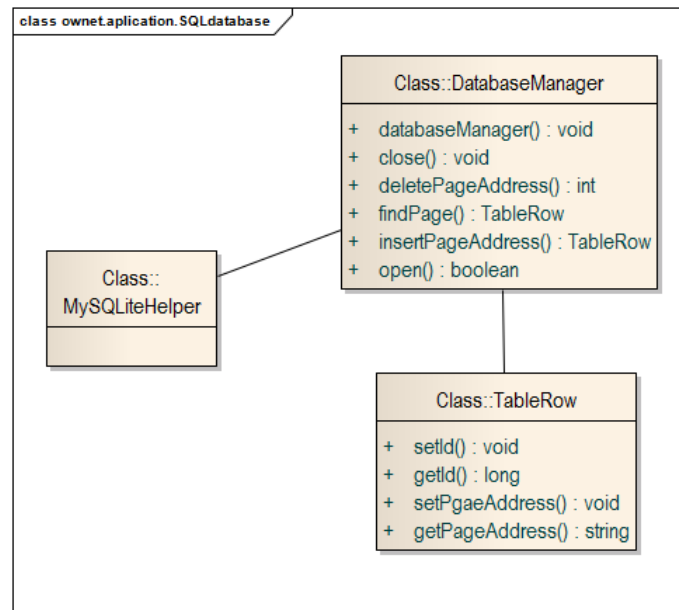 class ownet.aplication.SQLdatabase
Class::DatabaseManager
+ databaseManager() : void
+ close() : void
+ deletePageAddress() : int
+ findPage() : TableRow
+ insertPageAddress() : TableRow
+ open() : boolean
Class::
MySQLiteHelper
Class::TableRow
+ setId() : void
+ getId() : long
+ setPgaeAddress() : void
+ getPageAddress() : string